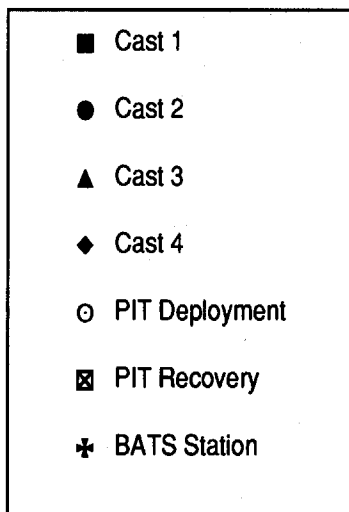 Cast 1
Cast 2
Cast 3
Cast 4
PIT Deployment
PIT Recovery
BATS Station